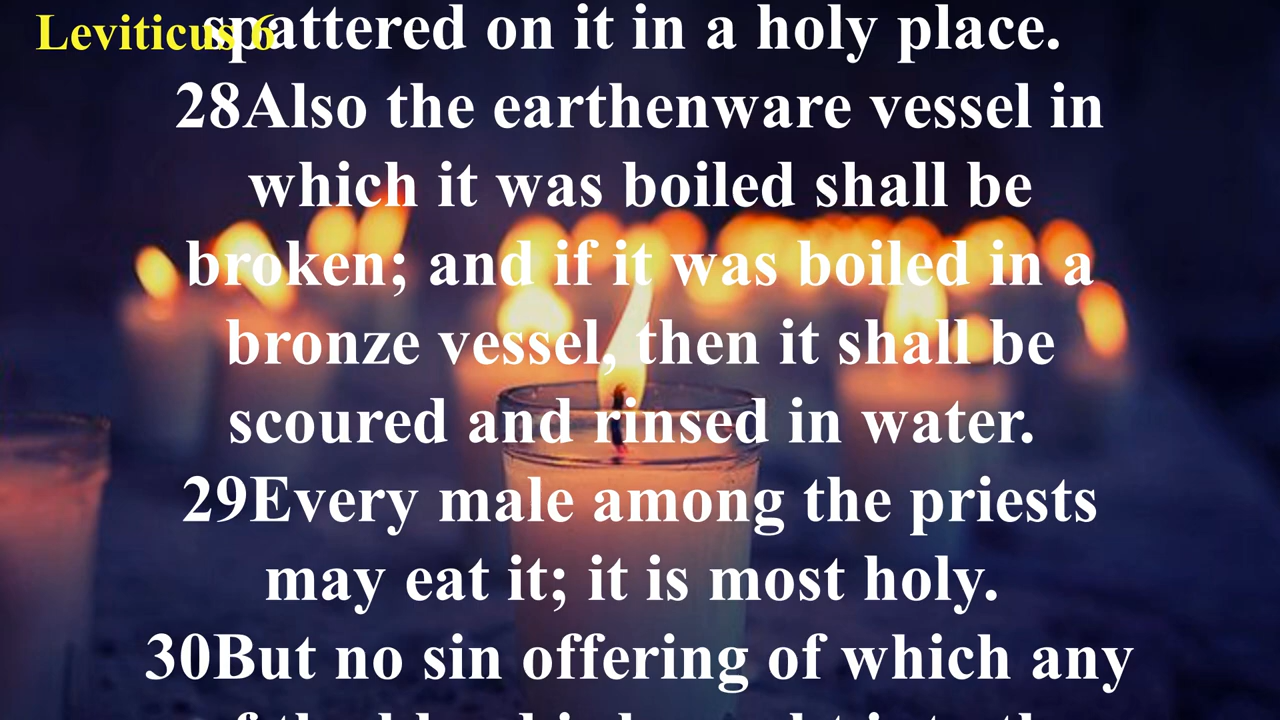 Leviticus 6
spattered on it in a holy place.
28Also the earthenware vessel in
which it was boiled shall be
broken; and if it was boiled in a
bronze vessel, then it shall be
scoured and rinsed in water.
29Every male among the priests
may eat it; it is most holy.
30But no sin offering of which any